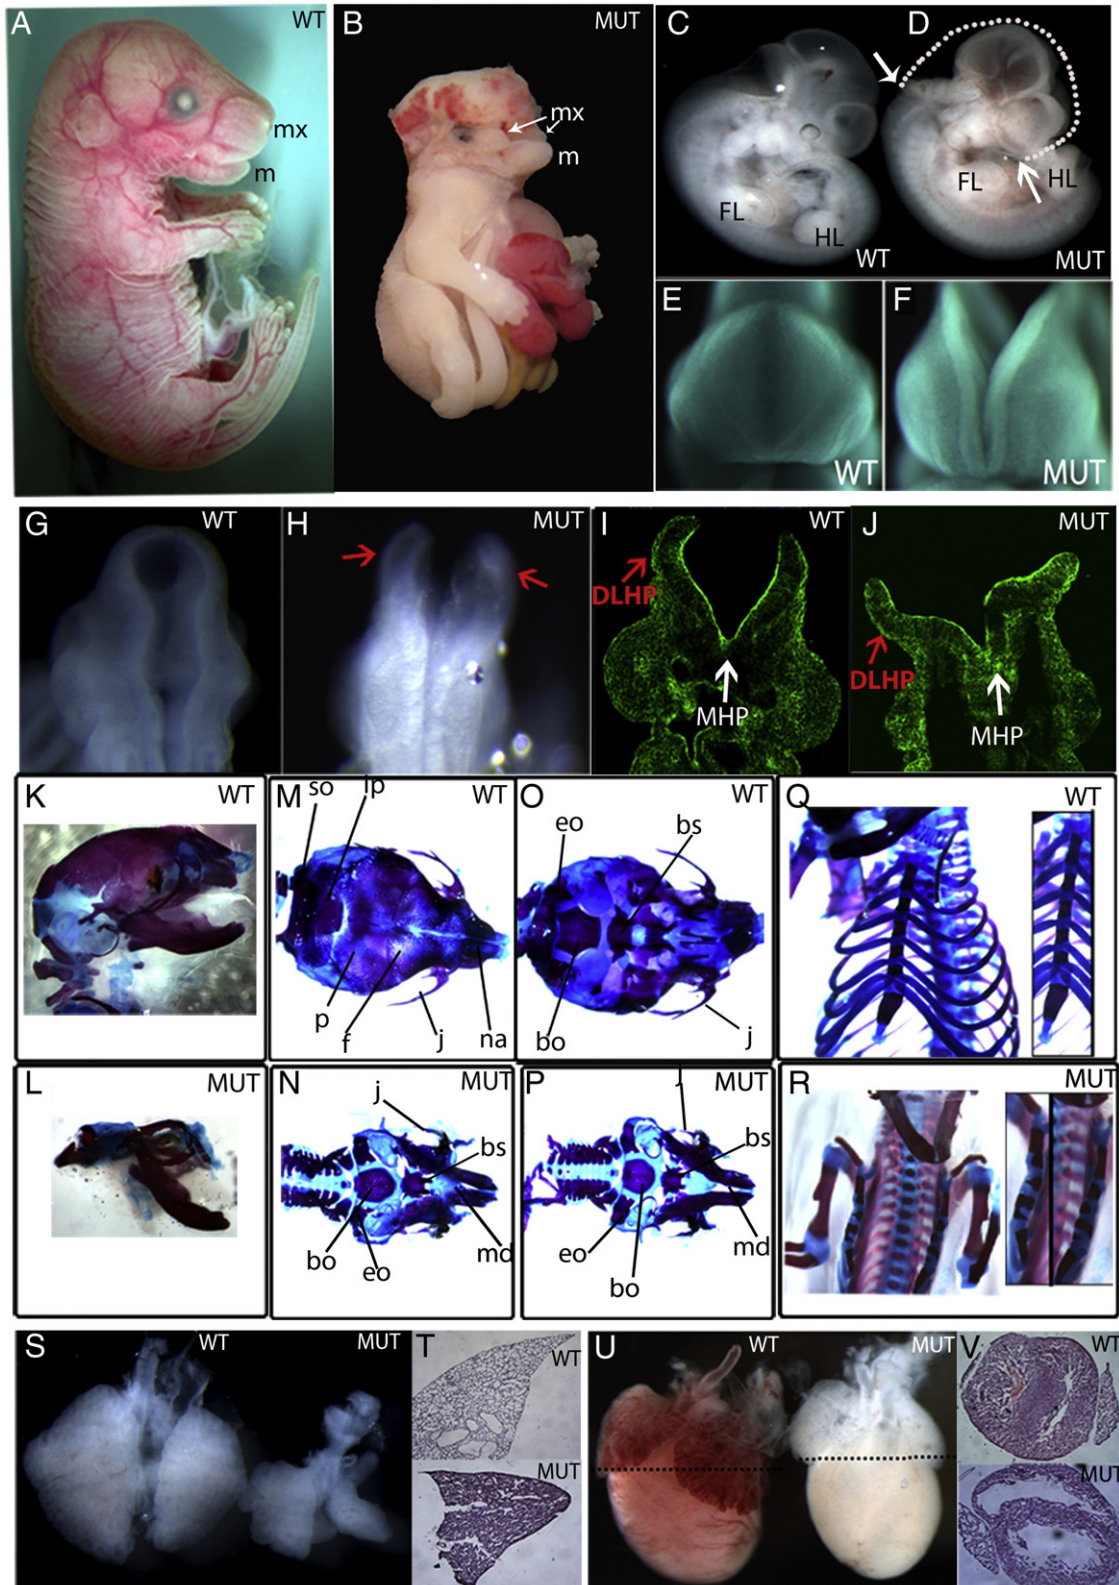 A WT
mx
m
B MUT
mx
m
C
FL
HL
WT
D
FL
HL
MUT
E
WT
F
MUT
G WT
H MUT
I WT
DLHP
MHP
J MUT
DLHP
MHP
K WT
so ip
M WT
p f j na
O WT
eo bs
bo j
Q WT
L MUT
N MUT
j
bs
bo eo md
P MUT
j
bs
eo bo md
R MUT
S WT MUT
T WT
MUT
U WT MUT
V WT
MUT